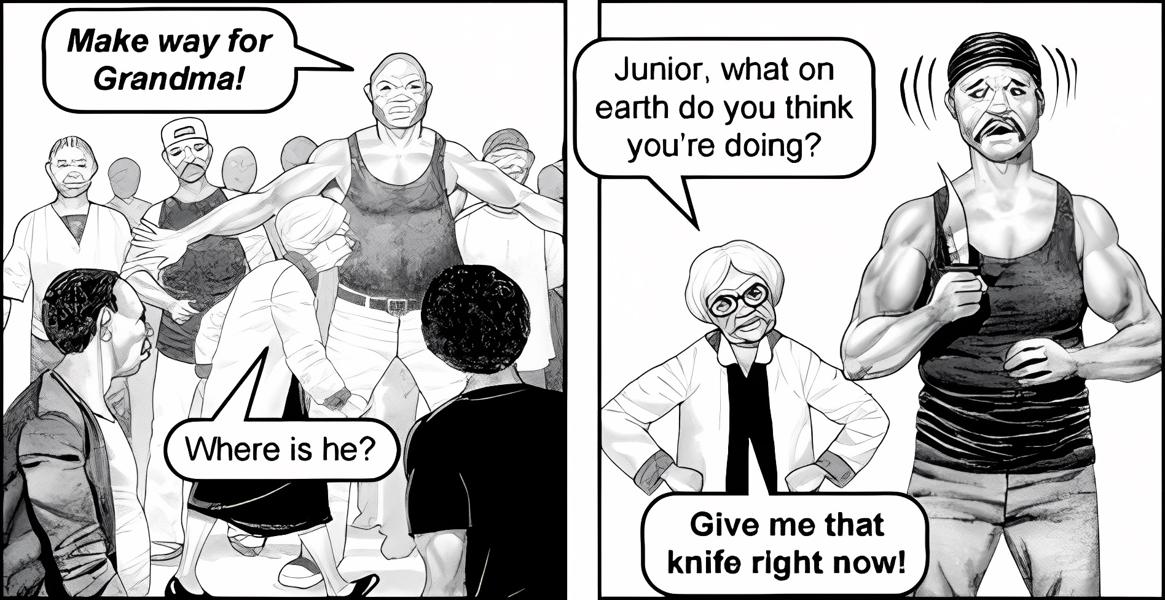 Make way for
Grandma!
Where is he?
Junior, what on
earth do you think
you're doing?
Give me that
knife right now!